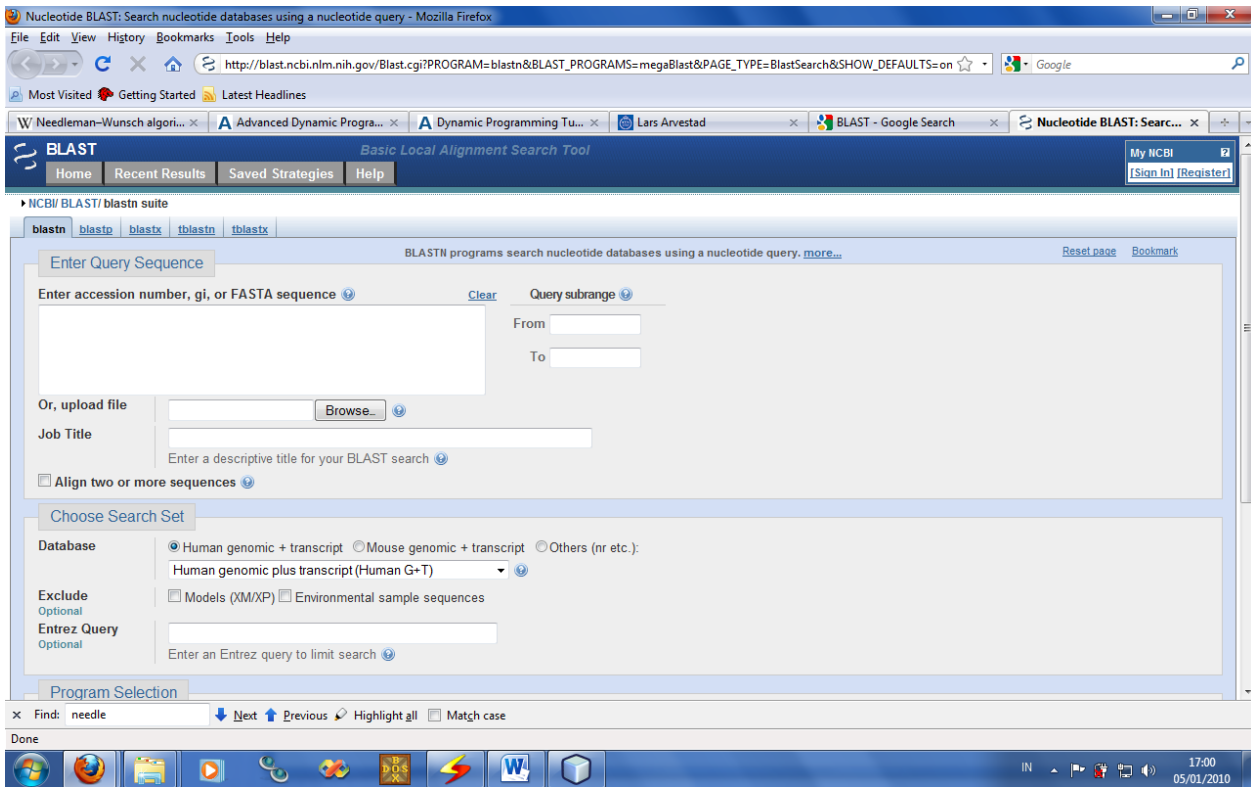 Nucleotide BLAST: Search nucleotide databases using a nucleotide query - Mozilla Firefox
File Edit View History Bookmarks Tools Help
http://blast.ncbi.nlm.nih.gov/Blast.cgi?PROGRAM=blastn&BLAST_PROGRAMS=megaBlast&PAGE_TYPE=BlastSearch&SHOW_DEFAULTS=on Google
Most Visited Getting Started Latest Headlines
Needleman–Wunsch algori... Advanced Dynamic Progra... Dynamic Programming Tu... Lars Arvestad BLAST - Google Search Nucleotide BLAST: Searc...
BLAST Basic Local Alignment Search Tool My NCBI
Home Recent Results Saved Strategies Help [Sign In] [Register]
NCBI/ BLAST/ blastn suite
blastn blastp blastx tblastn tblastx
BLASTN programs search nucleotide databases using a nucleotide query. more... Reset page Bookmark
Enter Query Sequence
Enter accession number, gi, or FASTA sequence Clear Query subrange
From
To
Or, upload file Browse...
Job Title
Enter a descriptive title for your BLAST search
Align two or more sequences
Choose Search Set
Database Human genomic + transcript Mouse genomic + transcript Others (nr etc.):
Human genomic plus transcript (Human G+T)
Exclude Models (XM/XP) Environmental sample sequences
Optional
Entrez Query
Optional
Enter an Entrez query to limit search
Program Selection
Find: needle Next Previous Highlight all Match case
Done
DOS BOX W IN 17:00
05/01/2010